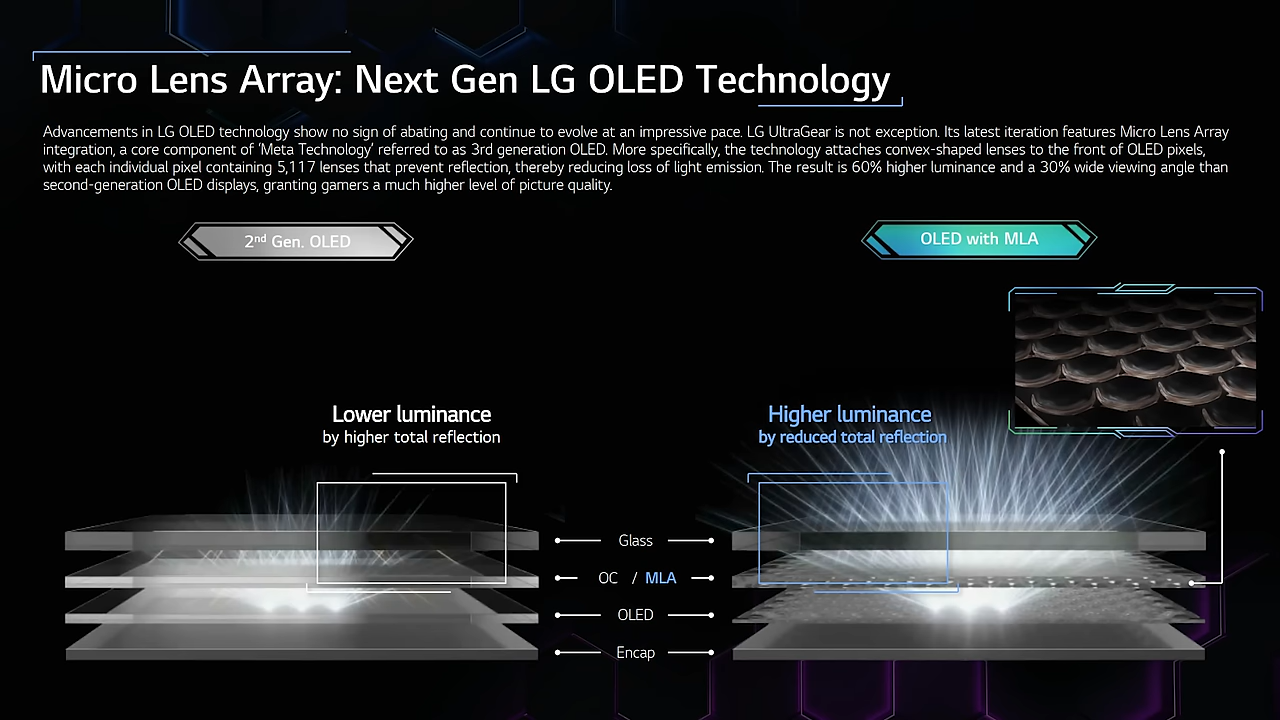 Micro Lens Array: Next Gen LG OLED Technology
Advancements in LG OLED technology show no sign of abating and continue to evolve at an impressive pace. LG UltraGear is not exception. Its latest iteration features Micro Lens Array
integration, a core component of ‘Meta Technology’ referred to as 3rd generation OLED. More specifically, the technology attaches convex-shaped lenses to the front of OLED pixels,
with each individual pixel containing 5,117 lenses that prevent reflection, thereby reducing loss of light emission. The result is 60% higher luminance and a 30% wide viewing angle than
second-generation OLED displays, granting gamers a much higher level of picture quality.
2nd Gen. OLED
OLED with MLA
Lower luminance
by higher total reflection
Higher luminance
by reduced total reflection
Glass
OC / MLA
OLED
Encap